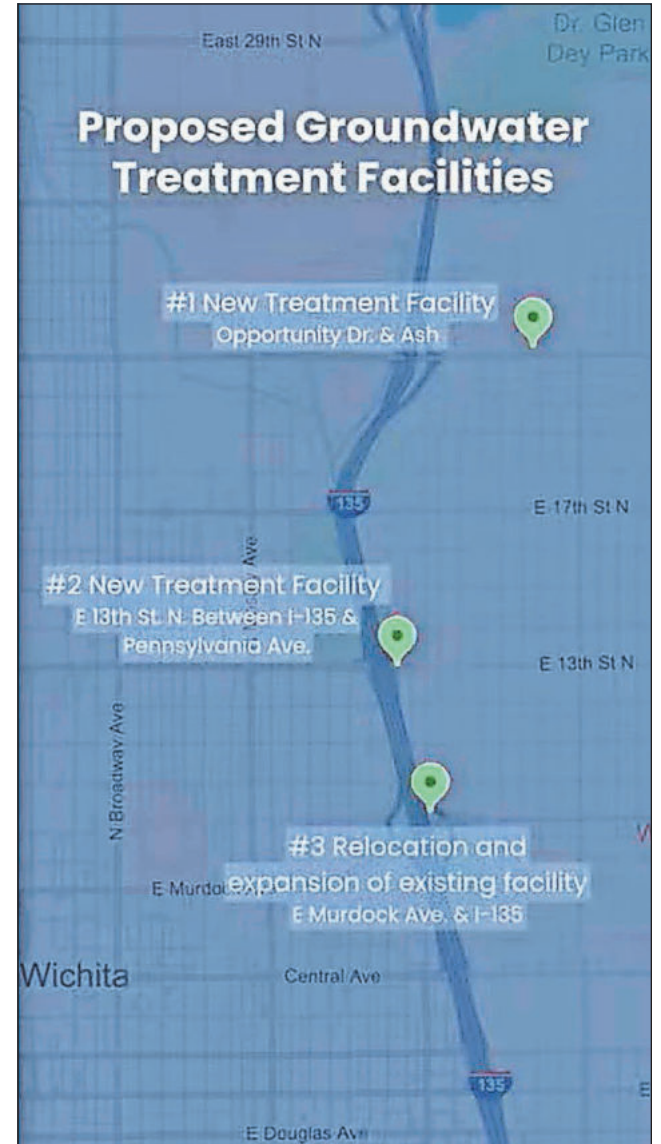 East 29th St N
Dr. Glen
Dey Park
Proposed Groundwater
Treatment Facilities
#1 New Treatment Facility
Opportunity Dr. & Ash
135
E 17th St N
Ave
#2 New Treatment Facility
E 13th St. N. Between I-135 &
Pennsylvania Ave.
E 13th St N
N Broadway Ave
#3 Relocation and
expansion of existing facility
E Murdock Ave. & I-135
E Murdo
Wichita
Central Ave
135
E Douglas Ave